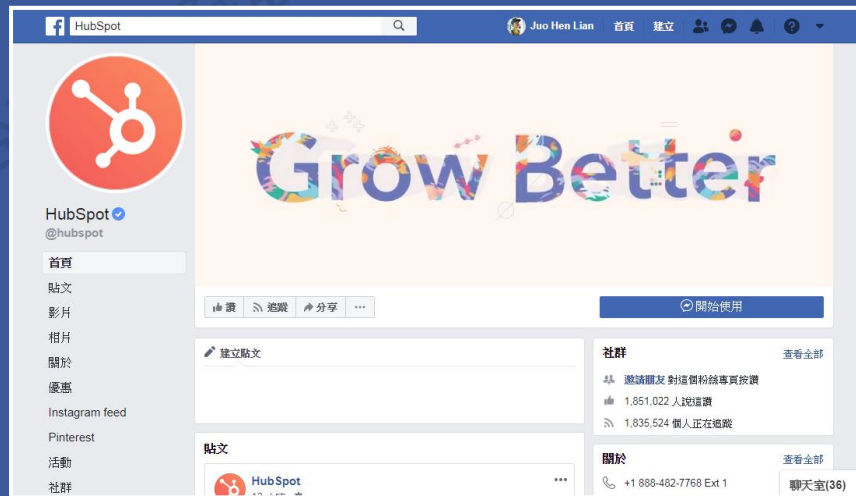 HubSpot
Juo Hen Lian 首頁 建立
Grow Better
HubSpot
@hubspot
首頁
貼文
影片
相片
關於
優惠
Instagram feed
Pinterest
活動
社群
讚 追蹤 分享 ...
開始使用
建立貼文
貼文
HubSpot
社群 查看全部
邀請朋友 對這個粉絲專頁按讚
1,851,022 人說這讚
1,835,524 個人正在追蹤
關於 查看全部
+1 888-482-7768 Ext 1
聊天室(36)